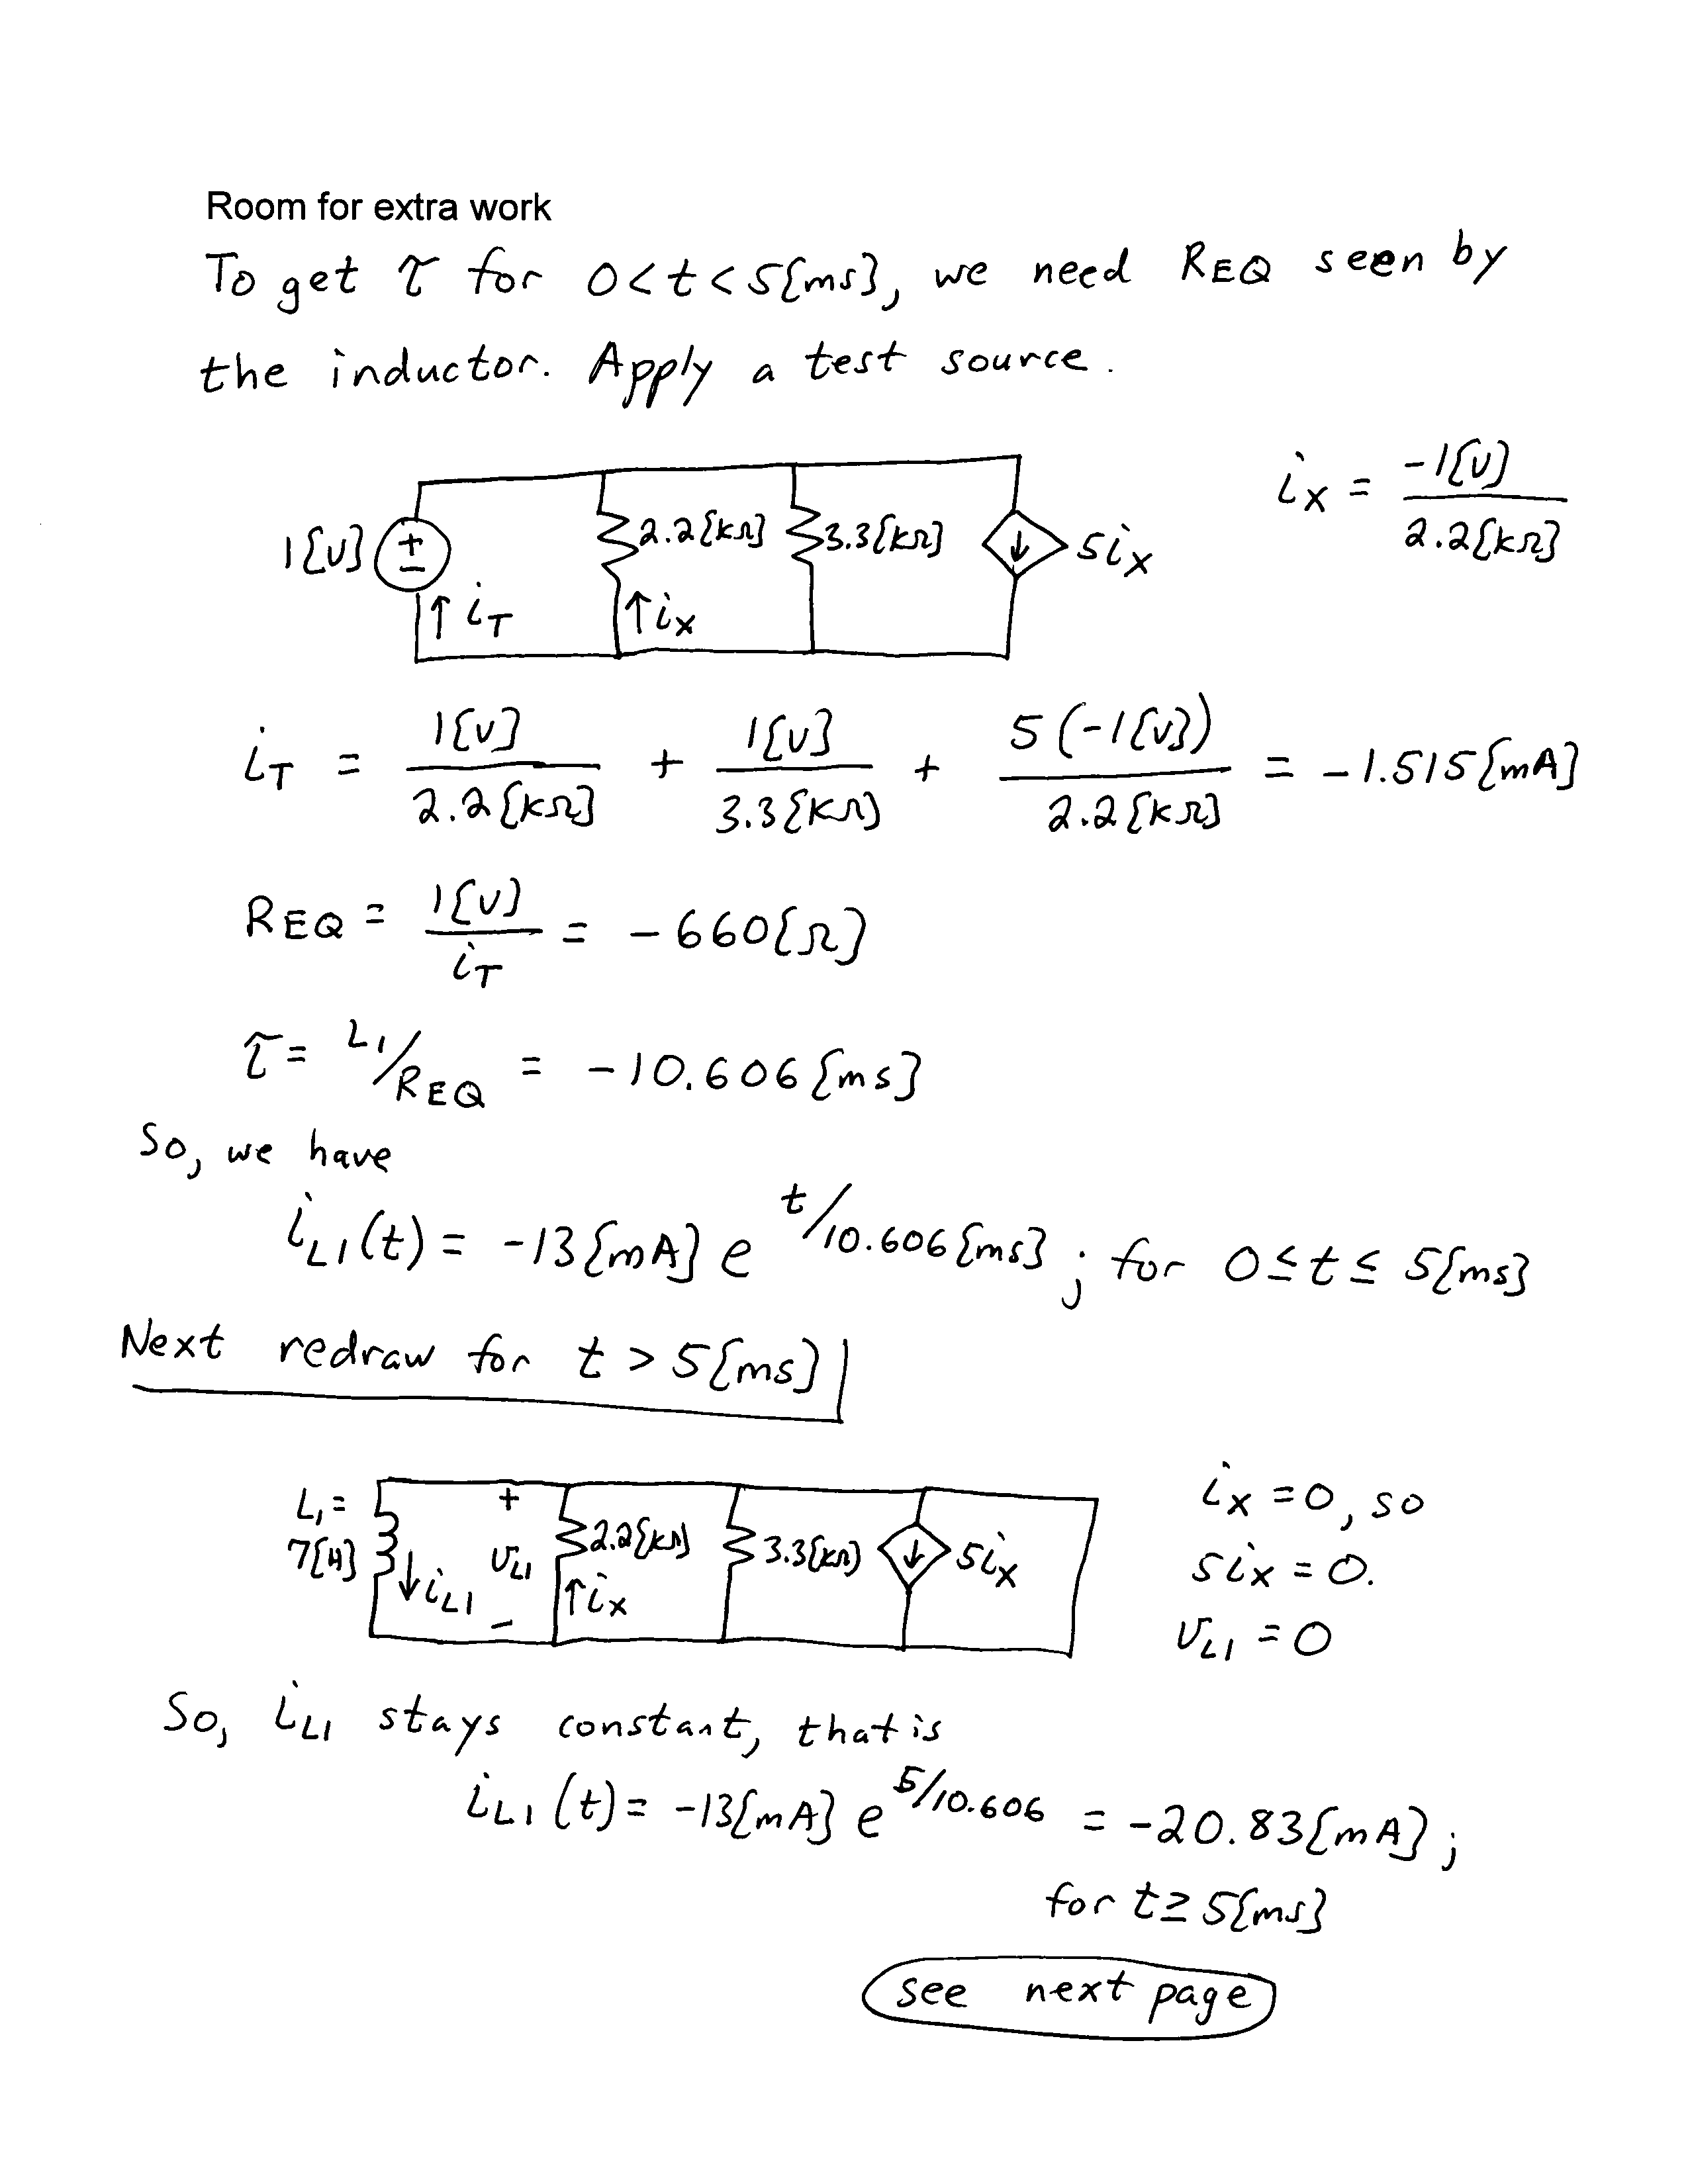 Room for extra work
To get τ for 0<t<5[ms], we need REQ seen by
the inductor. Apply a test source.
1[V] + - ↑ iT 2.2[kΩ] ↑ iX 3.3[kΩ] ↓ 5iX iX = -1[V] / 2.2[kΩ]
iT = 1[V] / 2.2[kΩ] + 1[V] / 3.3[kΩ] + 5(-1[V]) / 2.2[kΩ] = -1.515[mA]
REQ = 1[V] / iT = -660[Ω]
τ = L1/REQ = -10.606[ms]
So, we have
iL1(t) = -13[mA] e^t/10.606[ms] ; for 0≤t≤ 5[ms]
Next redraw for t > 5[ms]
L1= 7[H] ↓ iL1 + vL1 - 2.2[kΩ] ↑ iX 3.3[kΩ] ↓ 5iX
iX = 0, so
5iX = 0.
vL1 = 0
So, iL1 stays constant, that is
iL1(t) = -13[mA] e^5/10.606 = -20.83[mA];
for t≥ 5[ms]
see next page